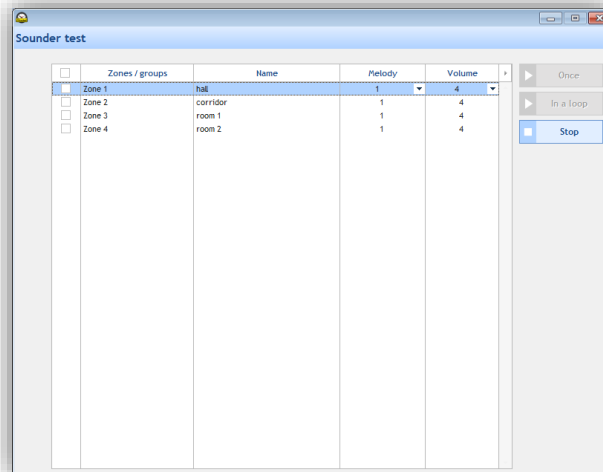 Sounder test
Zones / groups Name Melody Volume
Zone 1 hall 1 4
Zone 2 corridor 1 4
Zone 3 room 1 1 4
Zone 4 room 2 1 4
Once
In a loop
Stop